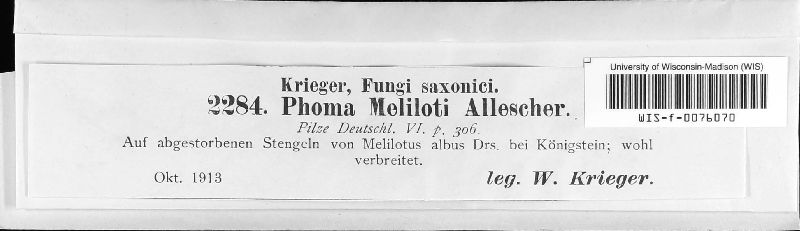 Krieger, Fungi saxonici.
2284. Phoma Meliloti Allescher.
Pilze Deutschl. VI. p. 306.
Auf abgestorbenen Stengeln von Melilotus albus Drs. bei Königstein; wohl
verbreitet.
Okt. 1913 leg. W. Krieger.
University of Wisconsin-Madison (WIS)
WIS-f-0076070